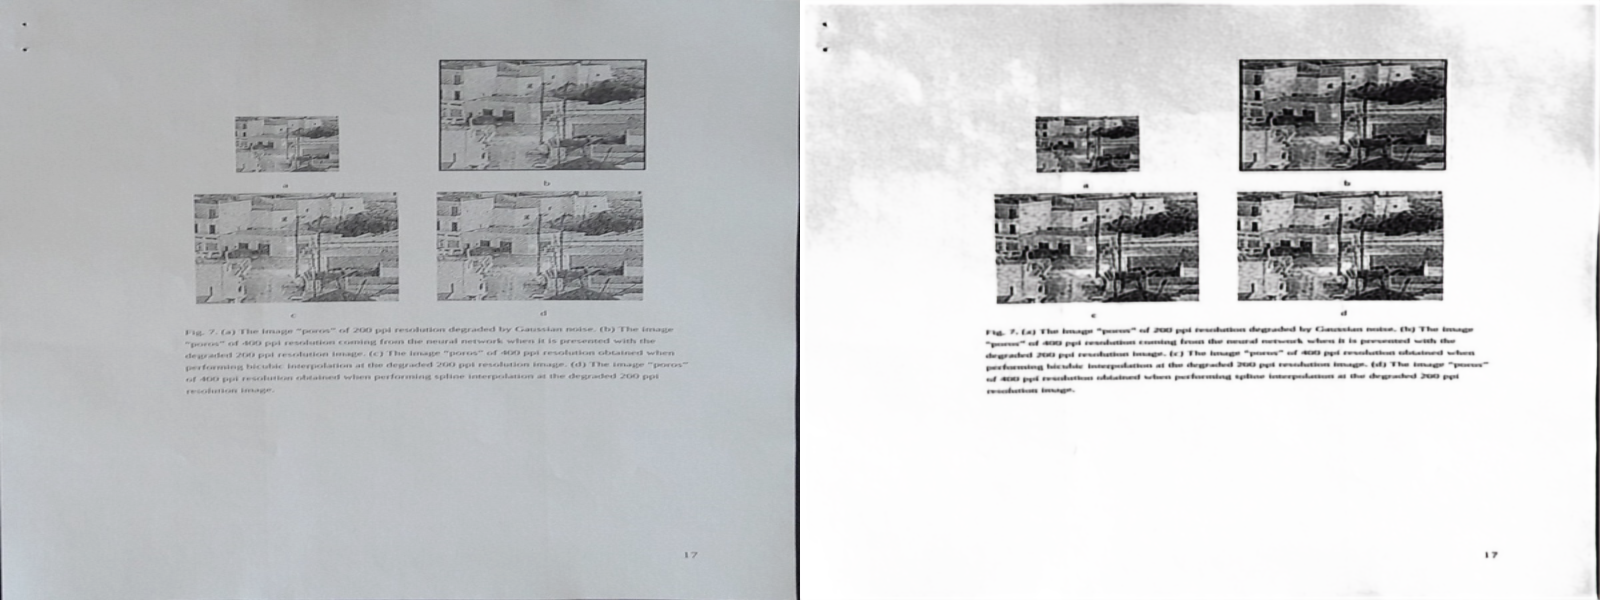 a
b
c
d
Fig. 7. (a) The image "poros" of 200 ppi resolution degraded by Gaussian noise. (b) The image
"poros" of 400 ppi resolution coming from the neural network when it is presented with the
degraded 200 ppi resolution image. (c) The image "poros" of 400 ppi resolution obtained when
performing bicubic interpolation at the degraded 200 ppi resolution image. (d) The image "poros"
of 400 ppi resolution obtained when performing spline interpolation at the degraded 200 ppi
resolution image.
17
a
b
c
d
Fig. 7. (a) The image "poros" of 200 ppi resolution degraded by Gaussian noise. (b) The image
"poros" of 400 ppi resolution coming from the neural network when it is presented with the
degraded 200 ppi resolution image. (c) The image "poros" of 400 ppi resolution obtained when
performing bicubic interpolation at the degraded 200 ppi resolution image. (d) The image "poros"
of 400 ppi resolution obtained when performing spline interpolation at the degraded 200 ppi
resolution image.
17